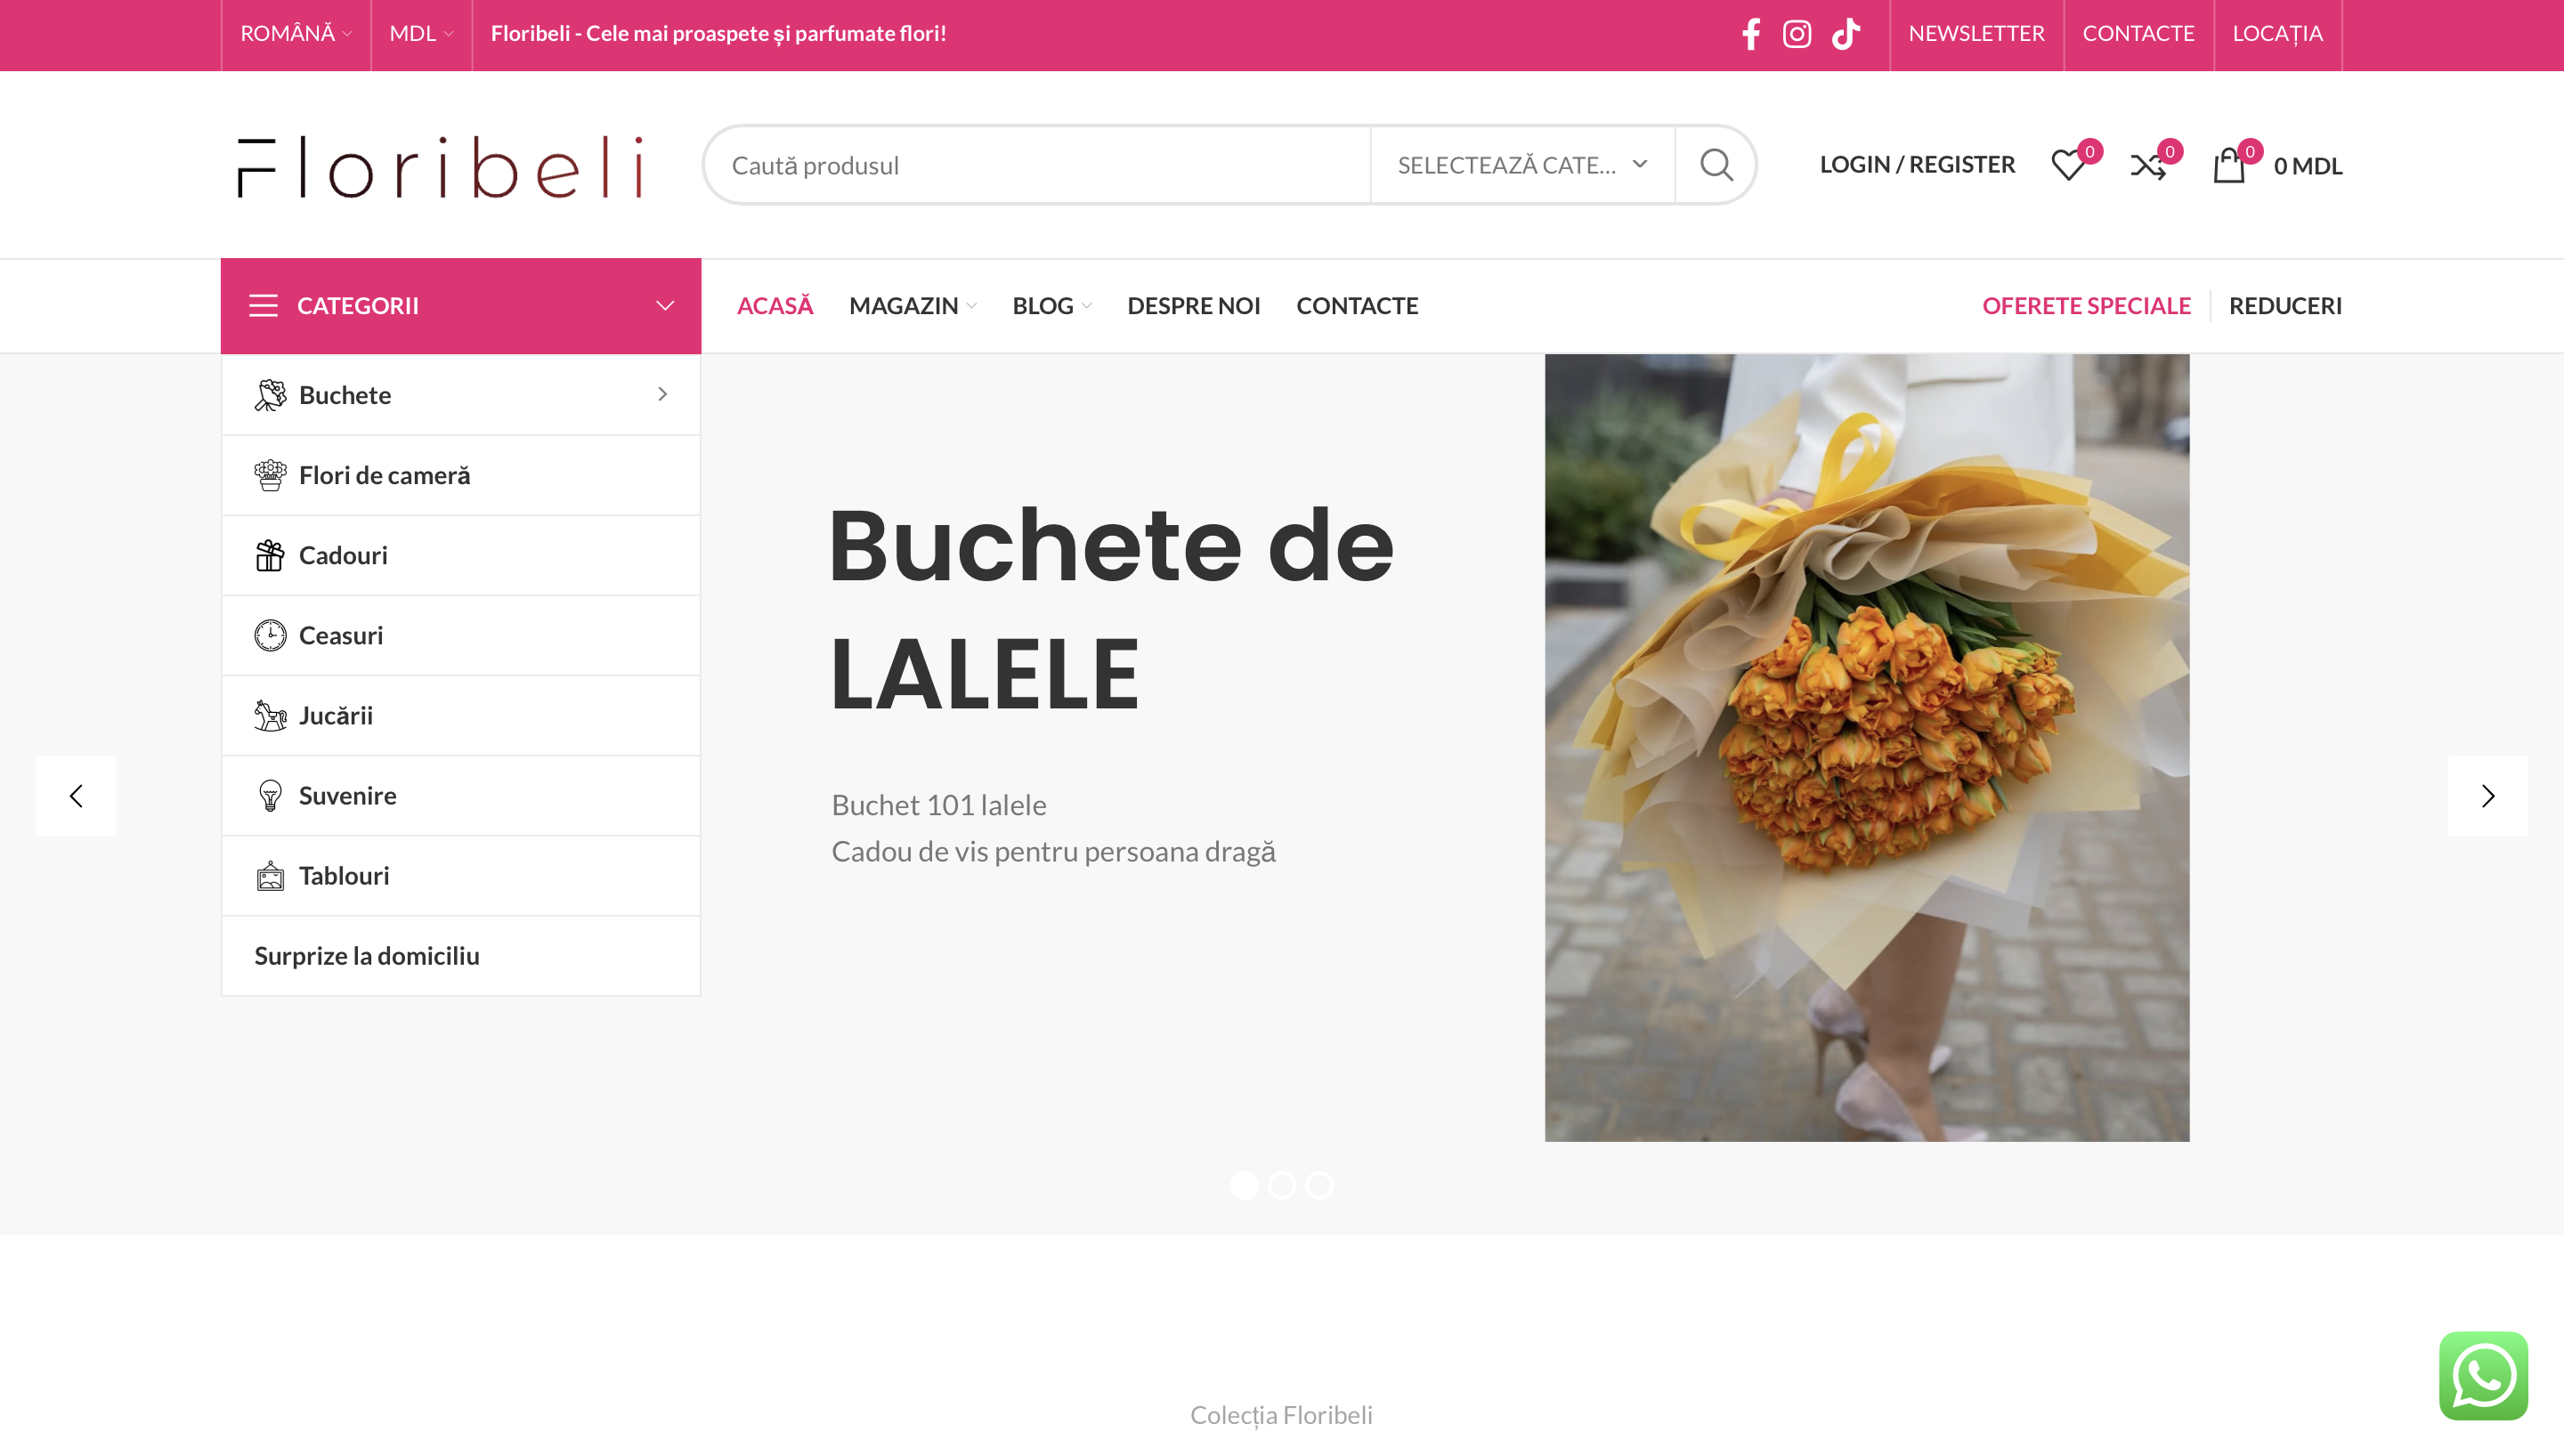 ROMÂNĂ
MDL
Floribeli - Cele mai proaspete și parfumate flori!
NEWSLETTER
CONTACTE
LOCAȚIA
Floribeli
Caută produsul
SELECTEAZĂ CATE...
LOGIN / REGISTER
0
0
0
0 MDL
CATEGORII
ACASĂ
MAGAZIN
BLOG
DESPRE NOI
CONTACTE
OFERETE SPECIALE
REDUCERI
Buchete
Flori de cameră
Cadouri
Ceasuri
Jucării
Suvenire
Tablouri
Surprize la domiciliu
Buchete de
LALELE
Buchet 101 lalele
Cadou de vis pentru persoana dragă
Colecția Floribeli